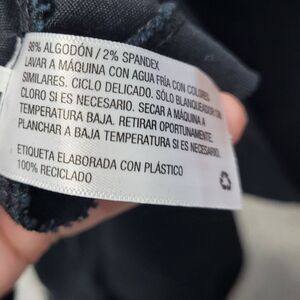 98% ALGODÓN / 2% SPANDEX
LAVAR A MÁQUINA CON AGUA FRÍA CON COLORES
SIMILARES. CICLO DELICADO. SÓLO BLANQUEADOR SIN
CLORO SI ES NECESARIO. SECAR A MÁQUINA A
TEMPERATURA BAJA. RETIRAR OPORTUNAMENTE.
PLANCHAR A BAJA TEMPERATURA SI ES NECESARIO.
ETIQUETA ELABORADA CON PLÁSTICO
100% RECICLADO